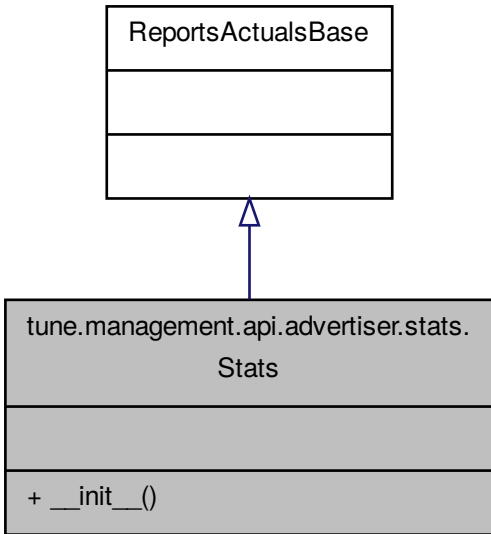 ReportsActualsBase
tune.management.api.advertiser.stats.
Stats
+ __init__()